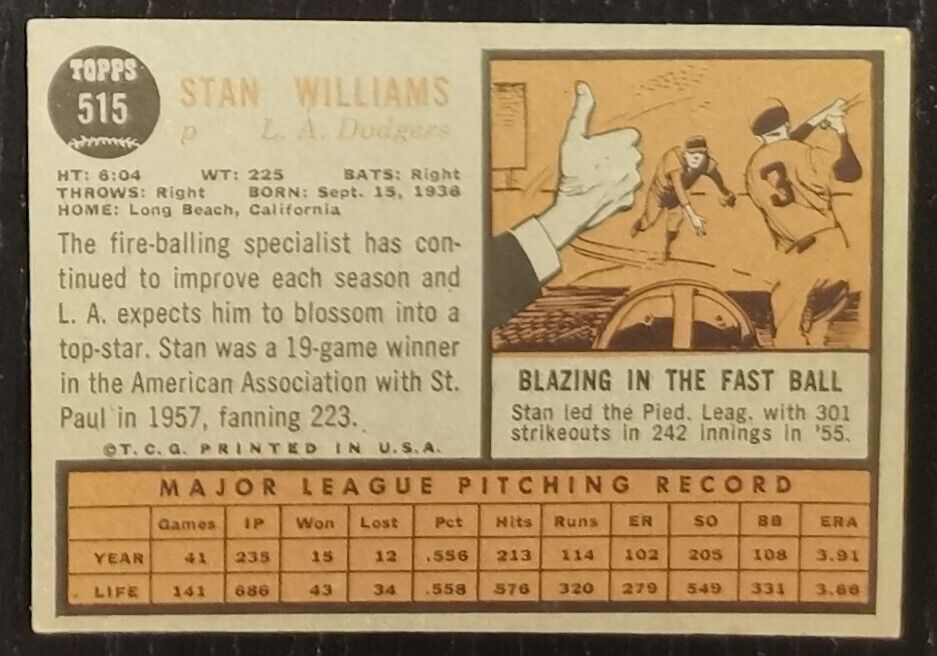 TOPPS
515
STAN WILLIAMS
p L. A. Dodgers
HT: 6:04 WT: 225 BATS: Right
THROWS: Right BORN: Sept. 15, 1936
HOME: Long Beach, California
The fire-balling specialist has con-
tinued to improve each season and
L. A. expects him to blossom into a
top-star. Stan was a 19-game winner
in the American Association with St.
Paul in 1957, fanning 223.
©T. C. G. PRINTED IN U.S.A.
3
BLAZING IN THE FAST BALL
Stan led the Pied. Leag. with 301
strikeouts in 242 innings in '55.
MAJOR LEAGUE PITCHING RECORD
Games IP Won Lost Pct Hits Runs ER SO BB ERA
YEAR 41 235 15 12 .556 213 114 102 205 108 3.91
LIFE 141 686 43 34 .558 576 320 279 549 331 3.66